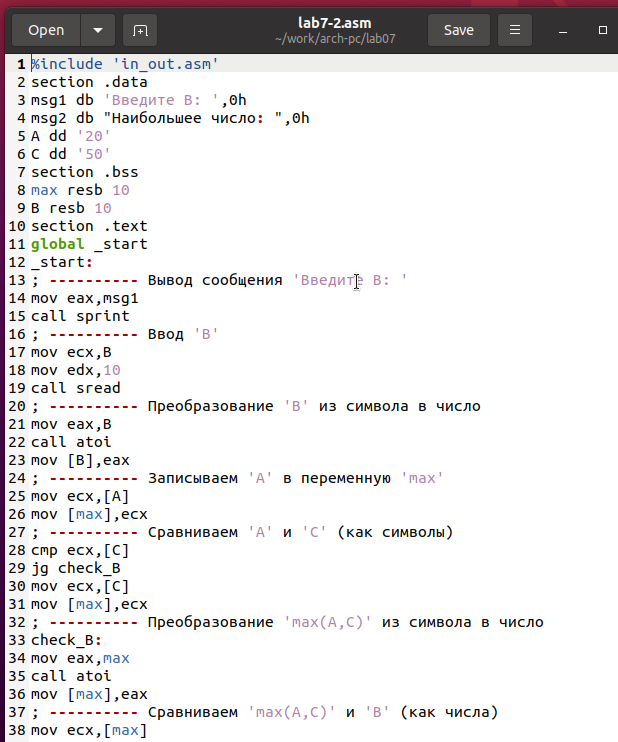 Open
lab7-2.asm
~/work/arch-pc/lab07
Save
1 %include 'in_out.asm'
2 section .data
3 msg1 db 'Введите B: ',0h
4 msg2 db "Наибольшее число: ",0h
5 A dd '20'
6 C dd '50'
7 section .bss
8 max resb 10
9 B resb 10
10 section .text
11 global _start
12 _start:
13 ; ---------- Вывод сообщения 'Введите B: '
14 mov eax,msg1
15 call sprint
16 ; ---------- Ввод 'B'
17 mov ecx,B
18 mov edx,10
19 call sread
20 ; ---------- Преобразование 'B' из символа в число
21 mov eax,B
22 call atoi
23 mov [B],eax
24 ; ---------- Записываем 'A' в переменную 'max'
25 mov ecx,[A]
26 mov [max],ecx
27 ; ---------- Сравниваем 'A' и 'C' (как символы)
28 cmp ecx,[C]
29 jg check_B
30 mov ecx,[C]
31 mov [max],ecx
32 ; ---------- Преобразование 'max(A,C)' из символа в число
33 check_B:
34 mov eax,max
35 call atoi
36 mov [max],eax
37 ; ---------- Сравниваем 'max(A,C)' и 'B' (как числа)
38 mov ecx,[max]